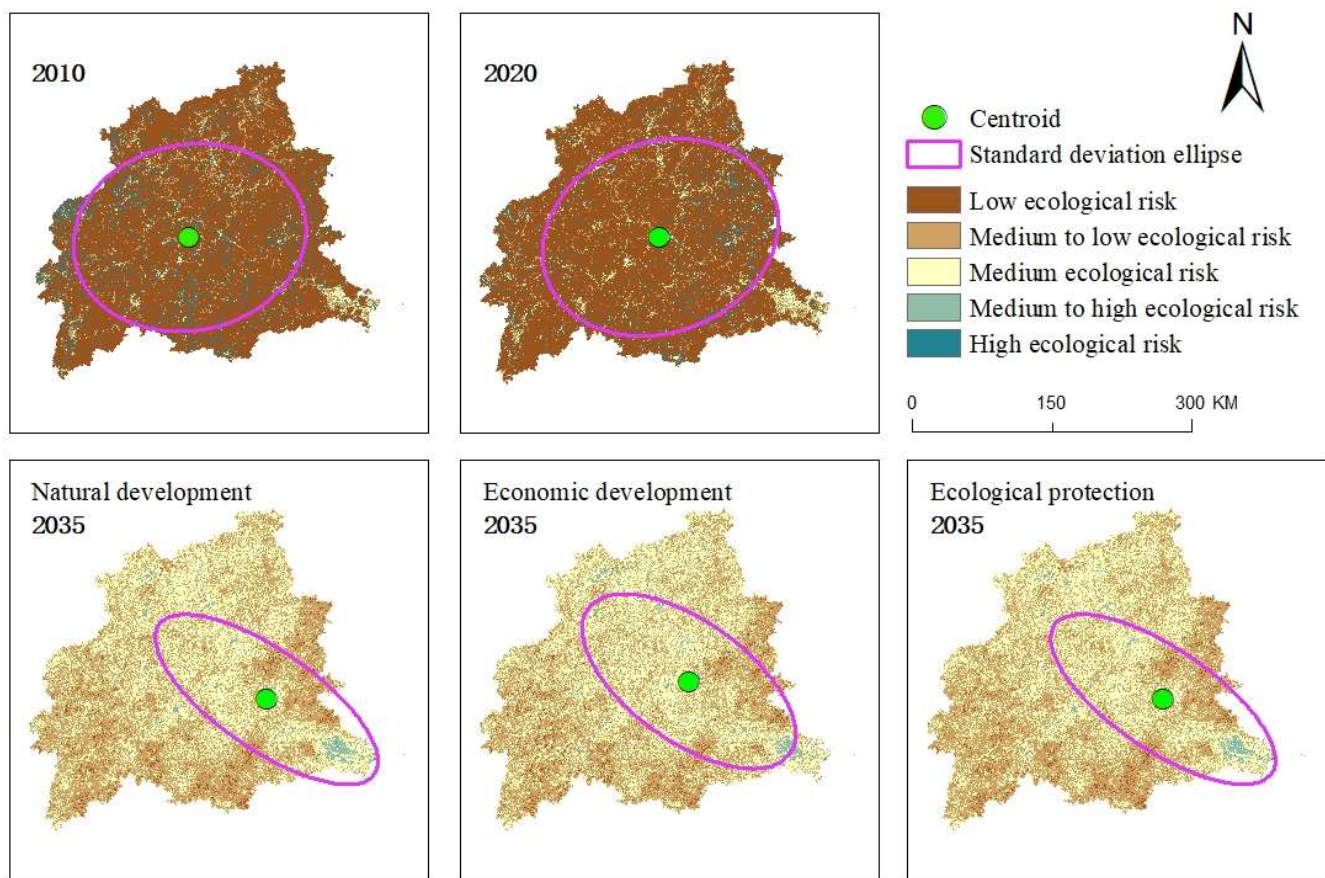 2010
2020
N
Centroid
Standard deviation ellipse
Low ecological risk
Medium to low ecological risk
Medium ecological risk
Medium to high ecological risk
High ecological risk
0 150 300 KM
Natural development
2035
Economic development
2035
Ecological protection
2035